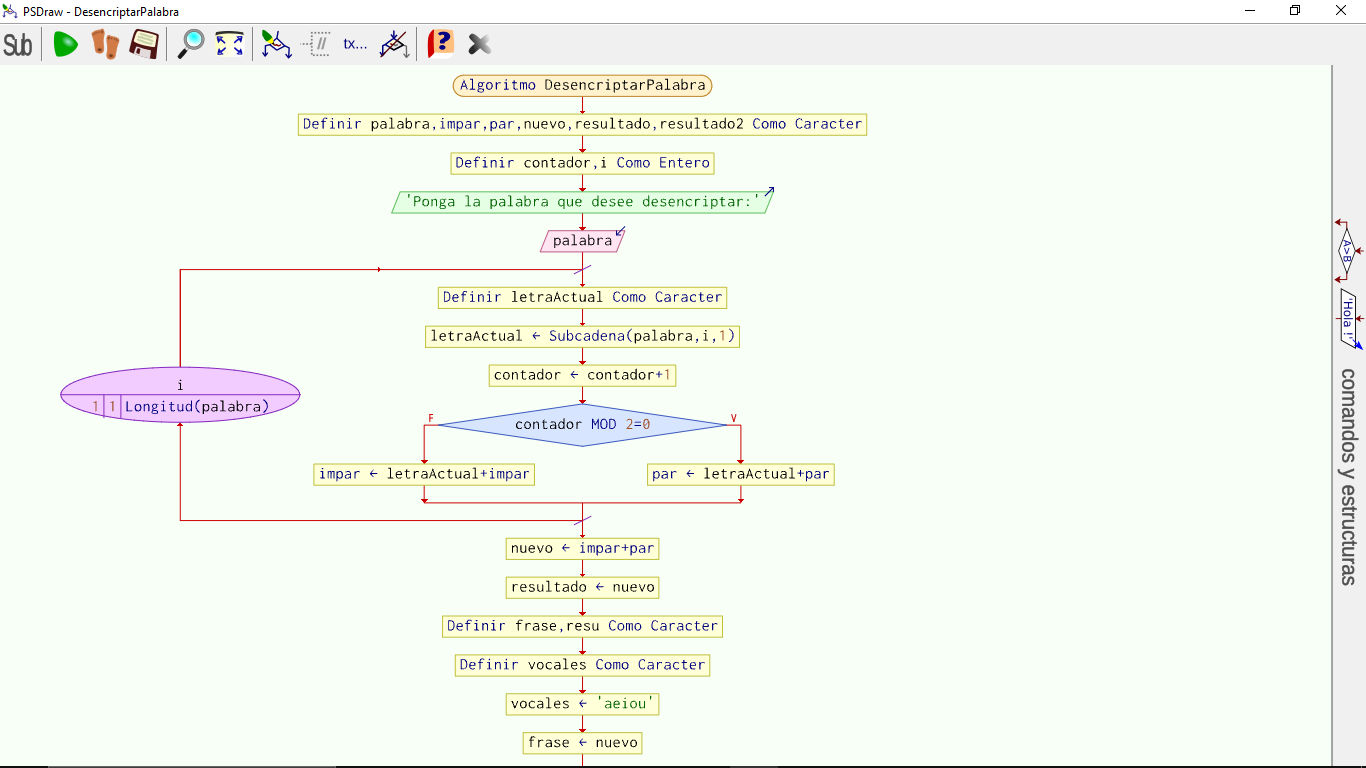 PSDraw - DesencriptarPalabra
Sub
//
tx...
?
Algoritmo DesencriptarPalabra
Definir palabra,impar,par,nuevo,resultado,resultado2 Como Caracter
Definir contador,i Como Entero
'Ponga la palabra que desee desencriptar:'
palabra
Definir letraActual Como Caracter
letraActual ← Subcadena(palabra,i,1)
contador ← contador+1
i
1 1 Longitud(palabra)
F
contador MOD 2=0
V
impar ← letraActual+impar
par ← letraActual+par
nuevo ← impar+par
resultado ← nuevo
Definir frase,resu Como Caracter
Definir vocales Como Caracter
vocales ← 'aeiou'
frase ← nuevo
A>B
'Hola !'
comandos y estructuras